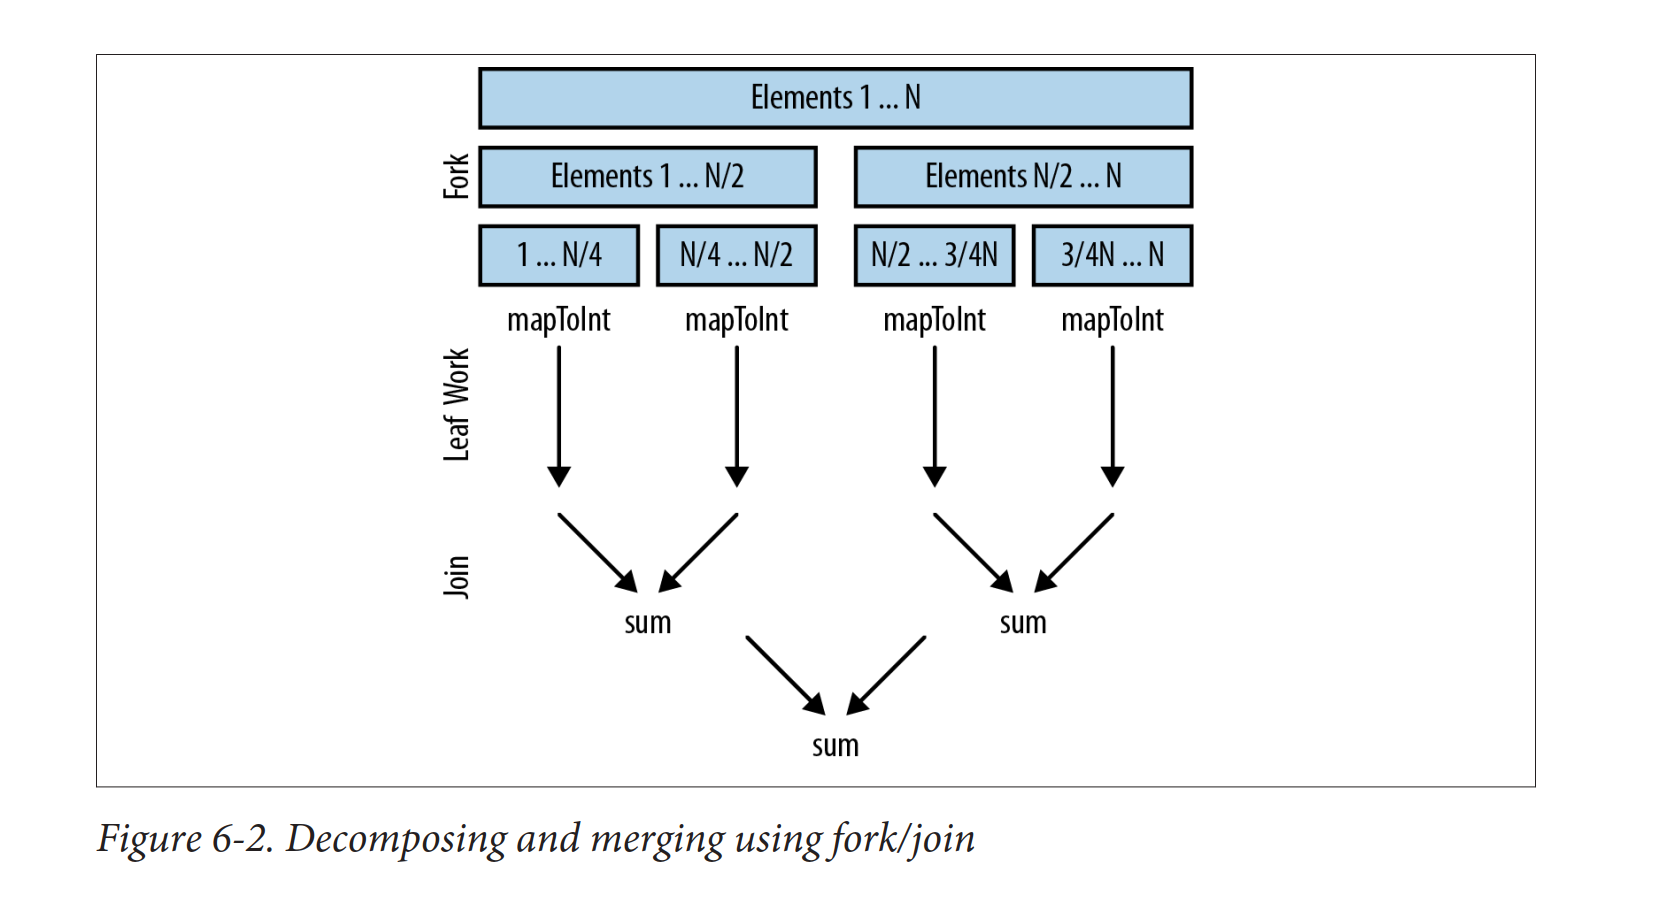 Elements 1 ... N
Fork
Elements 1 ... N/2
Elements N/2 ... N
1 ... N/4
N/4 ... N/2
N/2 ... 3/4N
3/4N ... N
mapToInt
mapToInt
mapToInt
mapToInt
Leaf Work
Join
sum
sum
sum
Figure 6-2. Decomposing and merging using fork/join